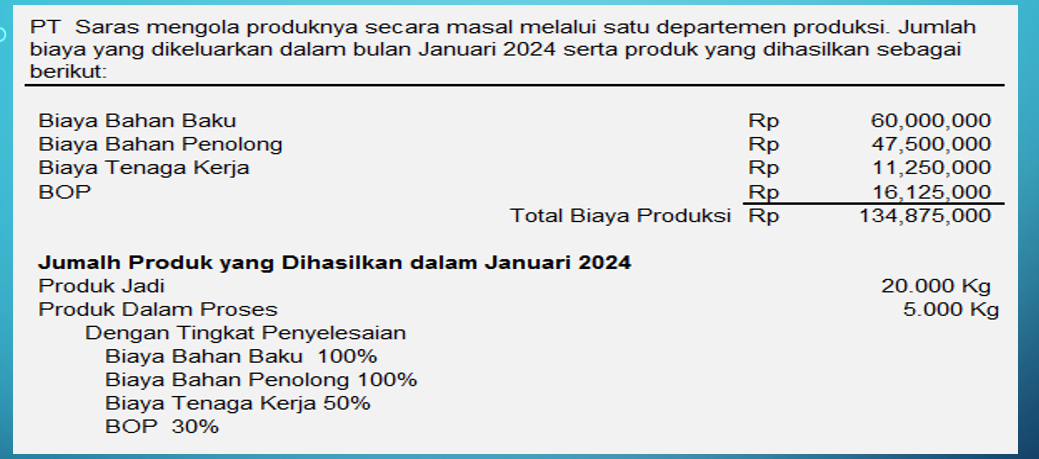 PT Saras mengola produknya secara masal melalui satu departemen produksi. Jumlah
biaya yang dikeluarkan dalam bulan Januari 2024 serta produk yang dihasilkan sebagai
berikut:
Biaya Bahan Baku Rp 60,000,000
Biaya Bahan Penolong Rp 47,500,000
Biaya Tenaga Kerja Rp 11,250,000
BOP Rp 16,125,000
Total Biaya Produksi Rp 134,875,000
Jumalh Produk yang Dihasilkan dalam Januari 2024
Produk Jadi 20.000 Kg
Produk Dalam Proses 5.000 Kg
Dengan Tingkat Penyelesaian
Biaya Bahan Baku 100%
Biaya Bahan Penolong 100%
Biaya Tenaga Kerja 50%
BOP 30%